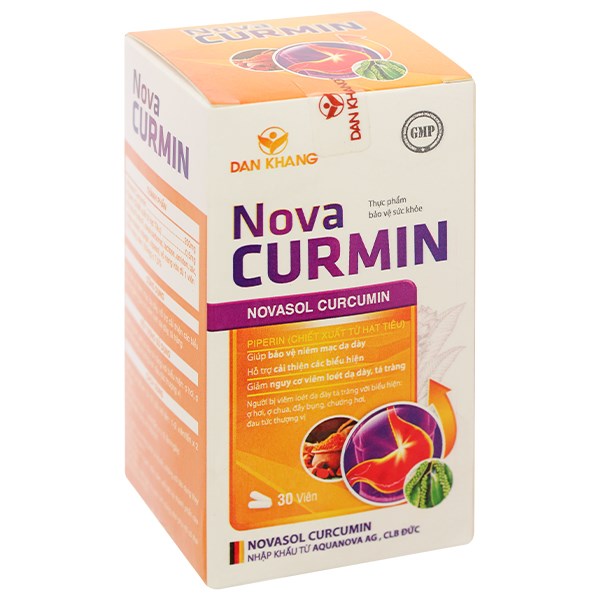 Nova
CURMIN
DAN KHANG
DAN KHANG
GMP
Thực phẩm
bảo vệ sức khỏe
Nova
CURMIN
NOVASOL CURCUMIN
PIPERIN (CHIẾT XUẤT TỪ HẠT TIÊU)
Giúp bảo vệ niêm mạc dạ dày
Hỗ trợ cải thiện các biểu hiện
Giảm nguy cơ viêm loét dạ dày, tá tràng
Người bị viêm loét dạ dày tá tràng với biểu hiện:
ợ hơi, ợ chua, đầy bụng, chướng hơi,
đau tức thượng vị
30 Viên
NOVASOL CURCUMIN
NHẬP KHẨU TỪ AQUANOVA AG, CLB ĐỨC
Nova
CURMIN